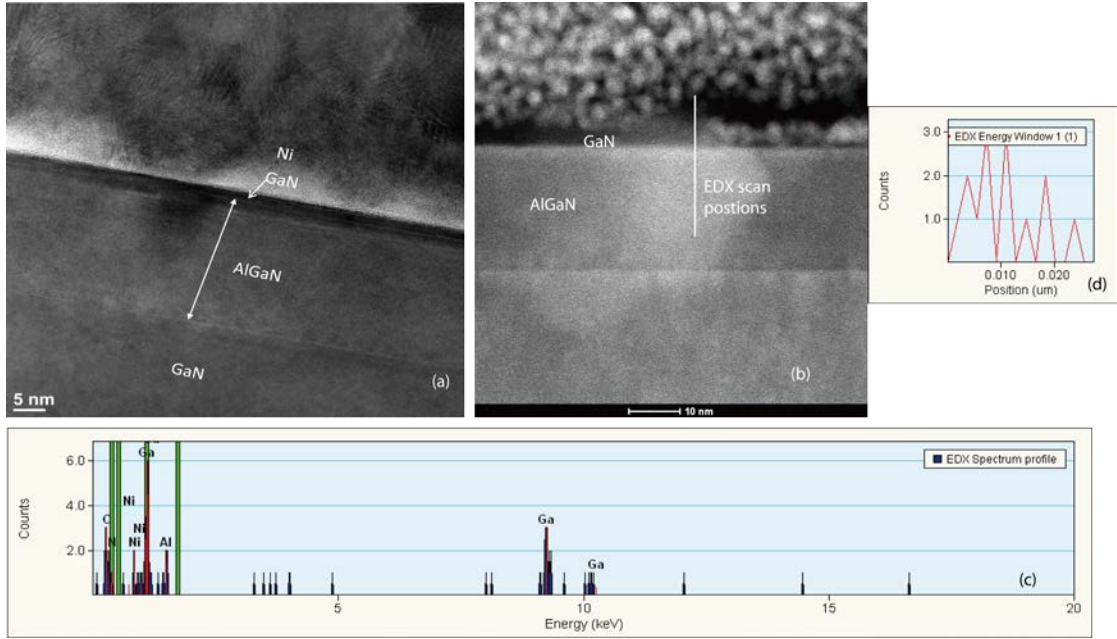 Ni
GaN
AlGaN
GaN
5 nm
(a)
GaN
AlGaN
EDX scan
postions
(b)
10 nm
EDX Energy Window 1 (1)
3.0
2.0
1.0
Counts
0.010
0.020
Position (um)
(d)
EDX Spectrum profile
6.0
4.0
2.0
Counts
Ga
Ni
N
Ni
Ni
Al
Ga
Ga
5
10
15
20
Energy (keV)
(c)